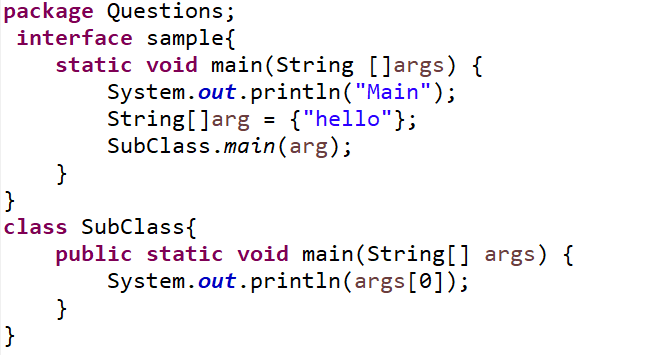 package Questions;
 interface sample{
    static void main(String []args) {
        System.out.println("Main");
        String[]arg = {"hello"};
        SubClass.main(arg);
    }
}
class SubClass{
    public static void main(String[] args) {
        System.out.println(args[0]);
    }
}